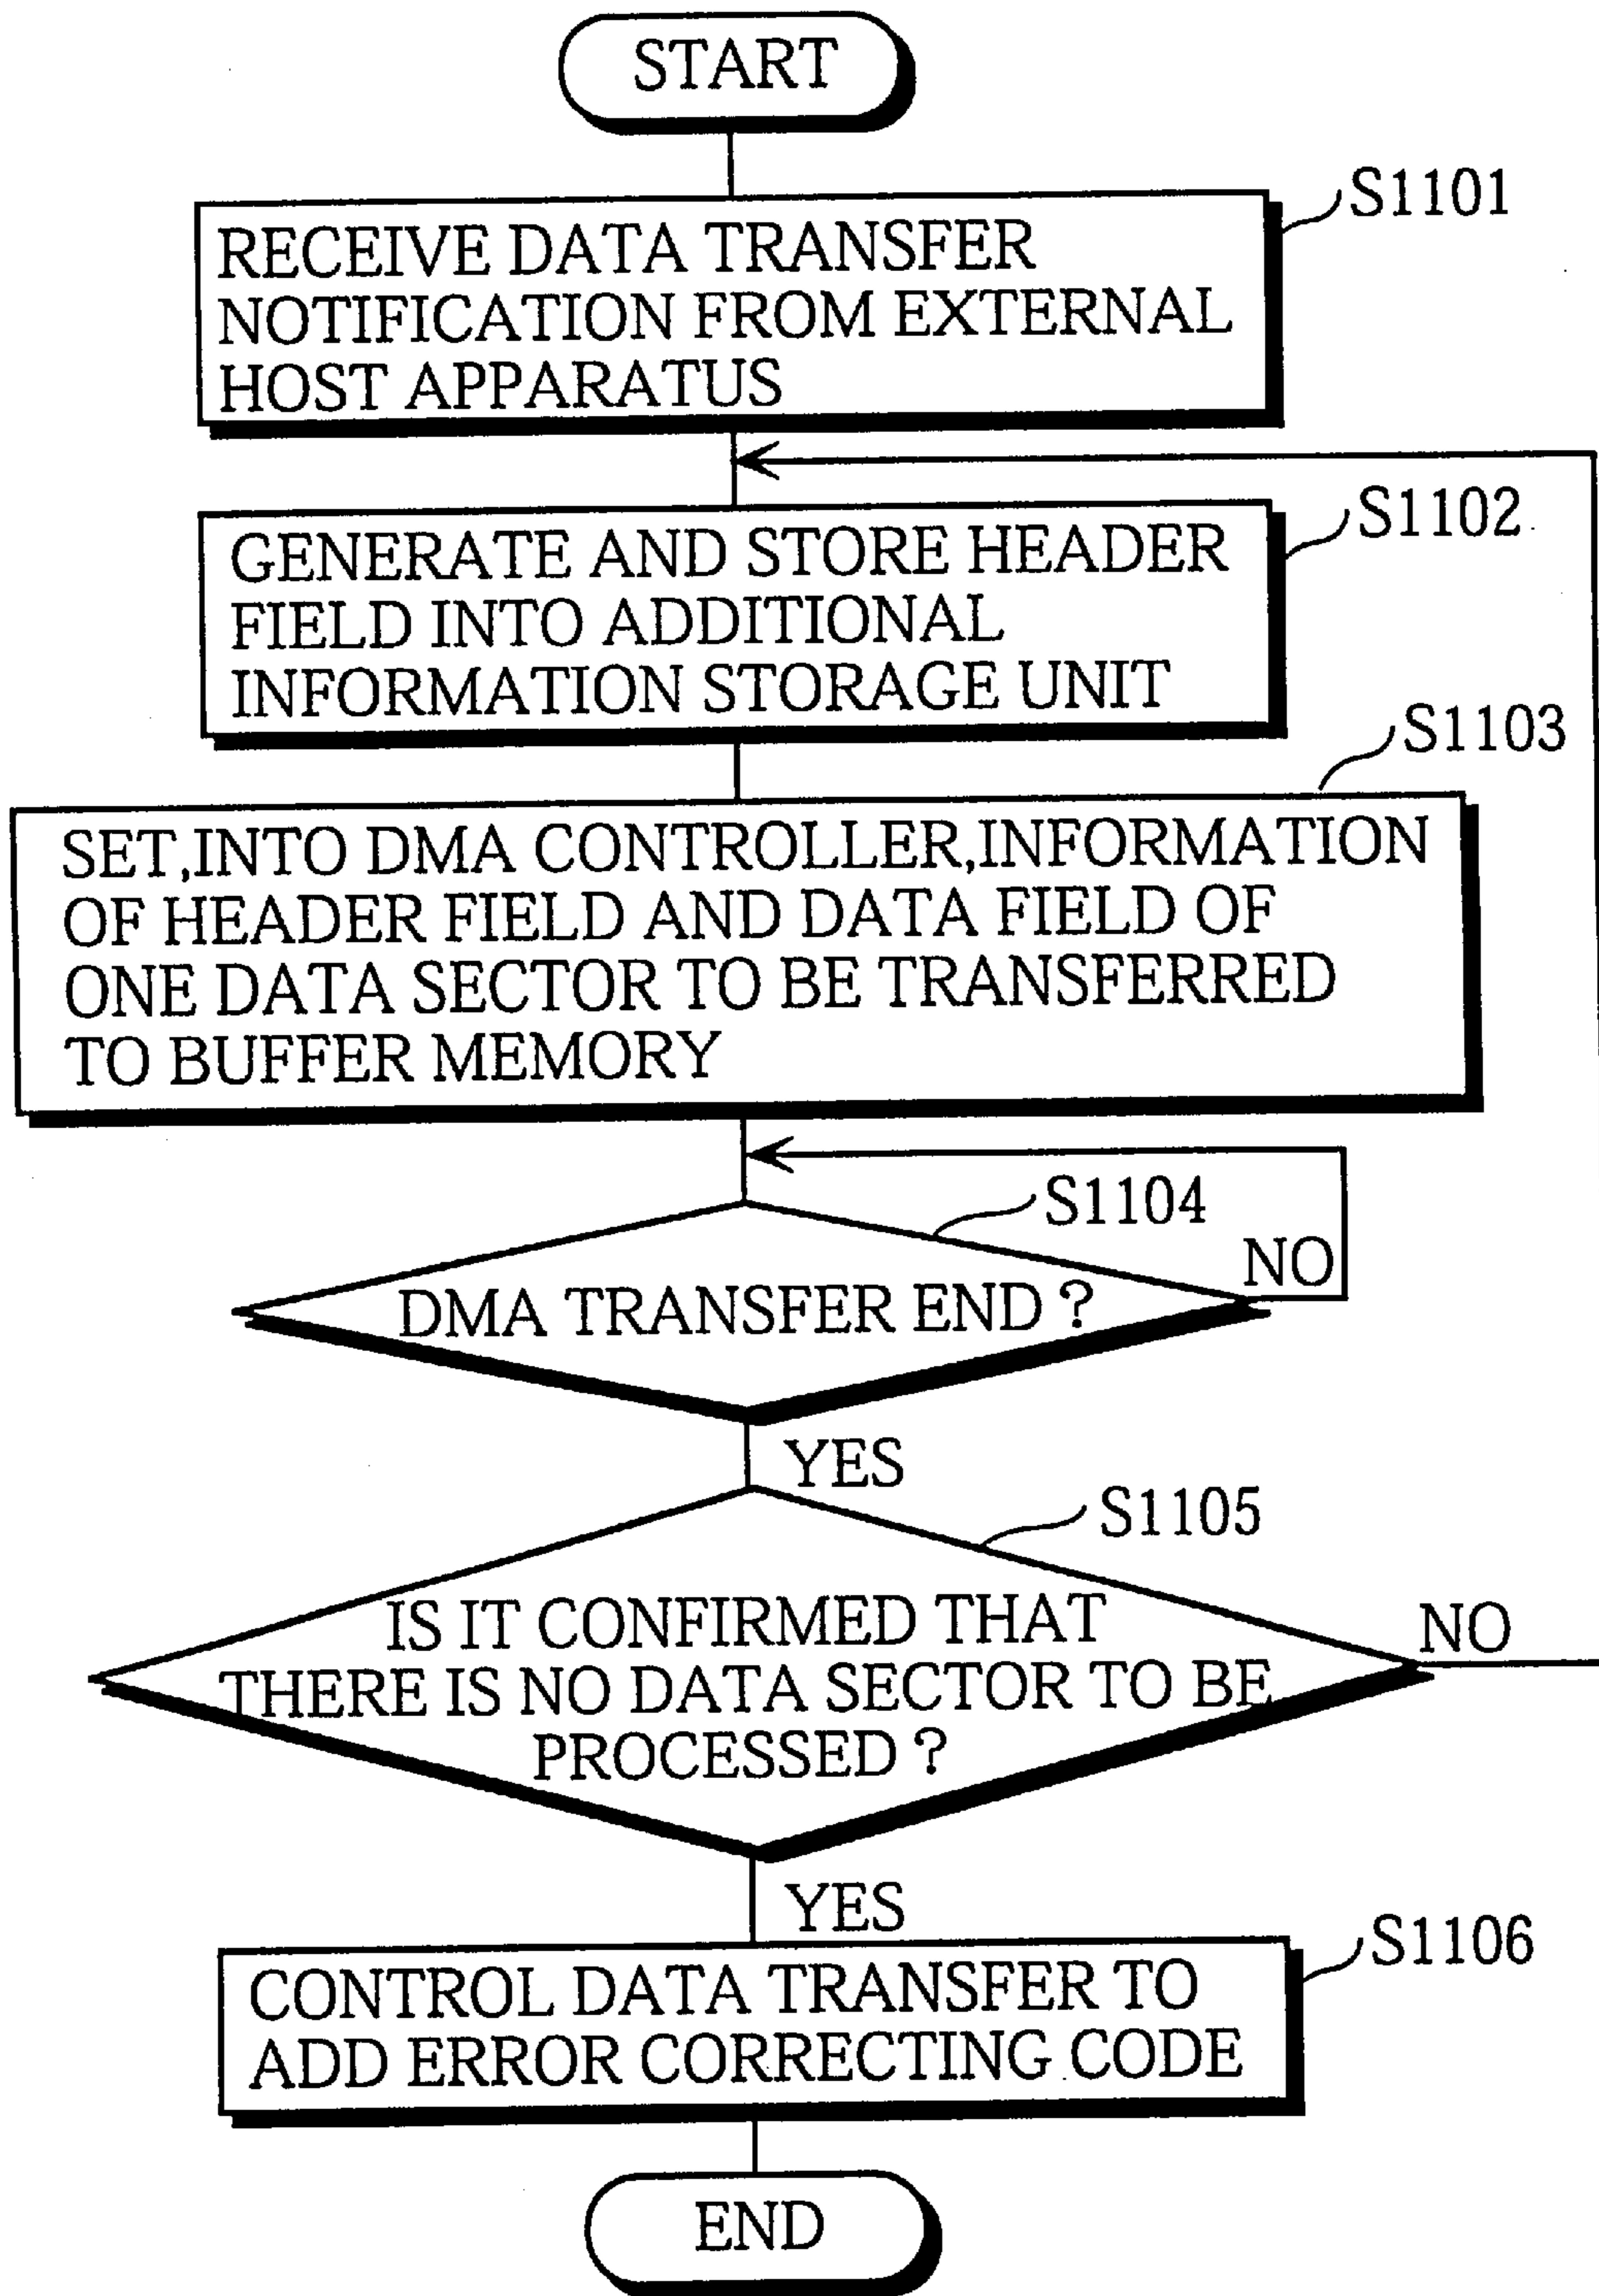 START
S1101
RECEIVE DATA TRANSFER
NOTIFICATION FROM EXTERNAL
HOST APPARATUS
S1102
GENERATE AND STORE HEADER
FIELD INTO ADDITIONAL
INFORMATION STORAGE UNIT
S1103
SET,INTO DMA CONTROLLER,INFORMATION
OF HEADER FIELD AND DATA FIELD OF
ONE DATA SECTOR TO BE TRANSFERRED
TO BUFFER MEMORY
S1104
NO
DMA TRANSFER END ?
YES
S1105
IS IT CONFIRMED THAT
NO
THERE IS NO DATA SECTOR TO BE
PROCESSED ?
YES
S1106
CONTROL DATA TRANSFER TO
ADD ERROR CORRECTING CODE
END